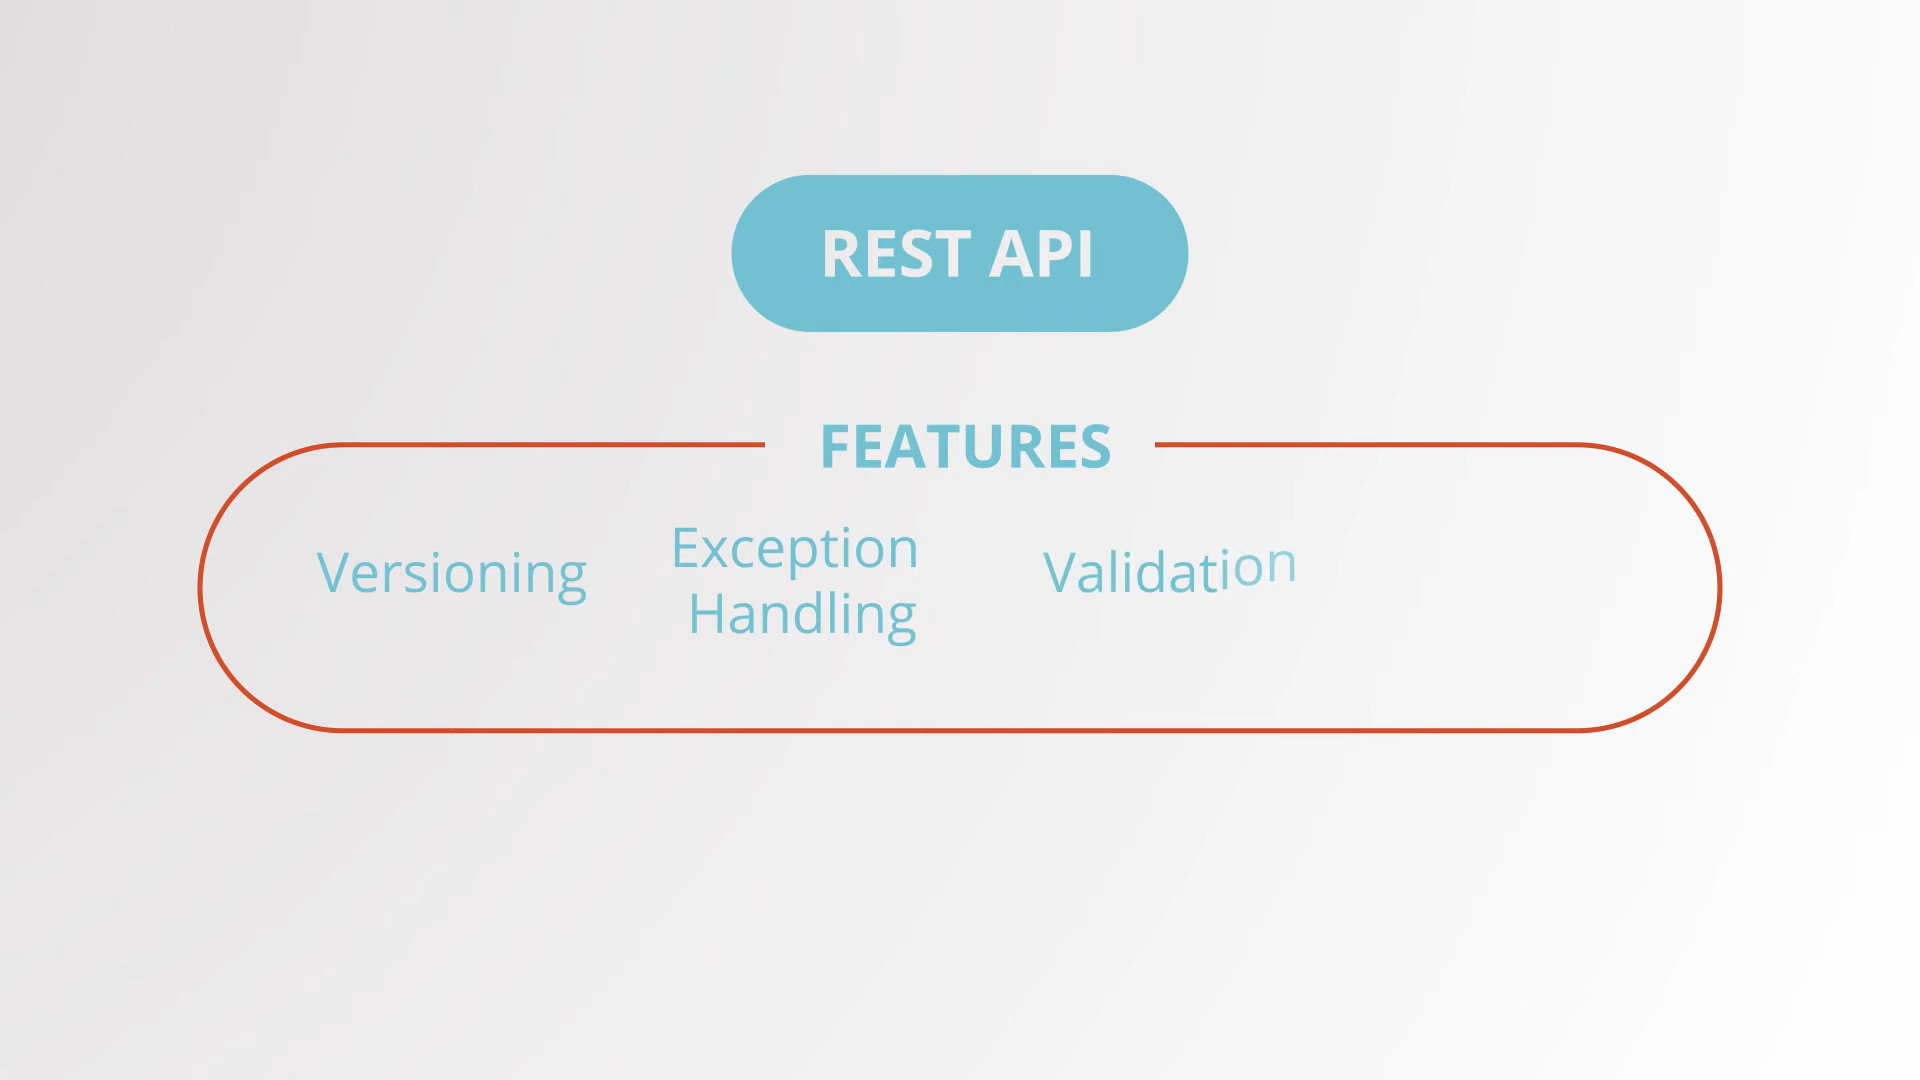 REST API
FEATURES
Versioning
Exception
Handling
Validation